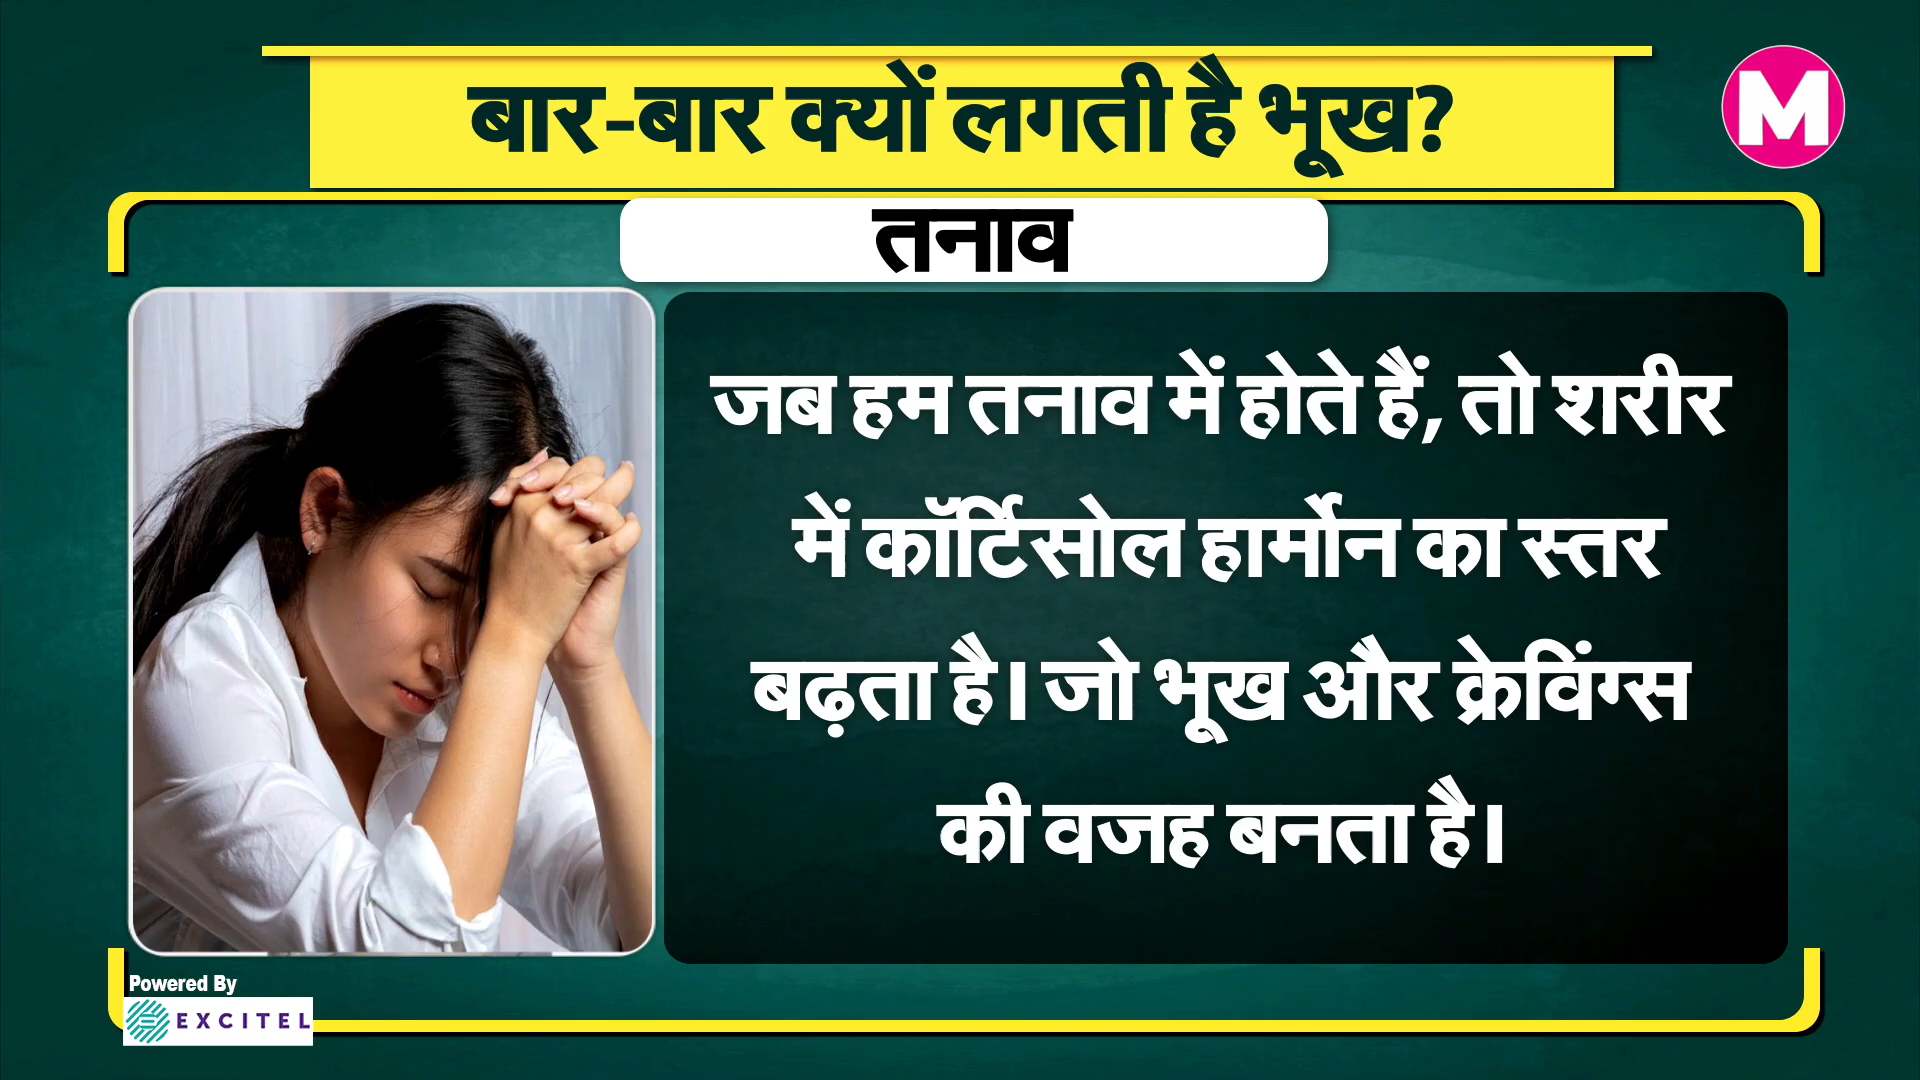 बार-बार क्यों लगती है भूख?
M
तनाव
जब हम तनाव में होते हैं, तो शरीर
में कॉर्टिसोल हार्मोन का स्तर
बढ़ता है। जो भूख और क्रेविंग्स
की वजह बनता है।
Powered By
EXCITEL